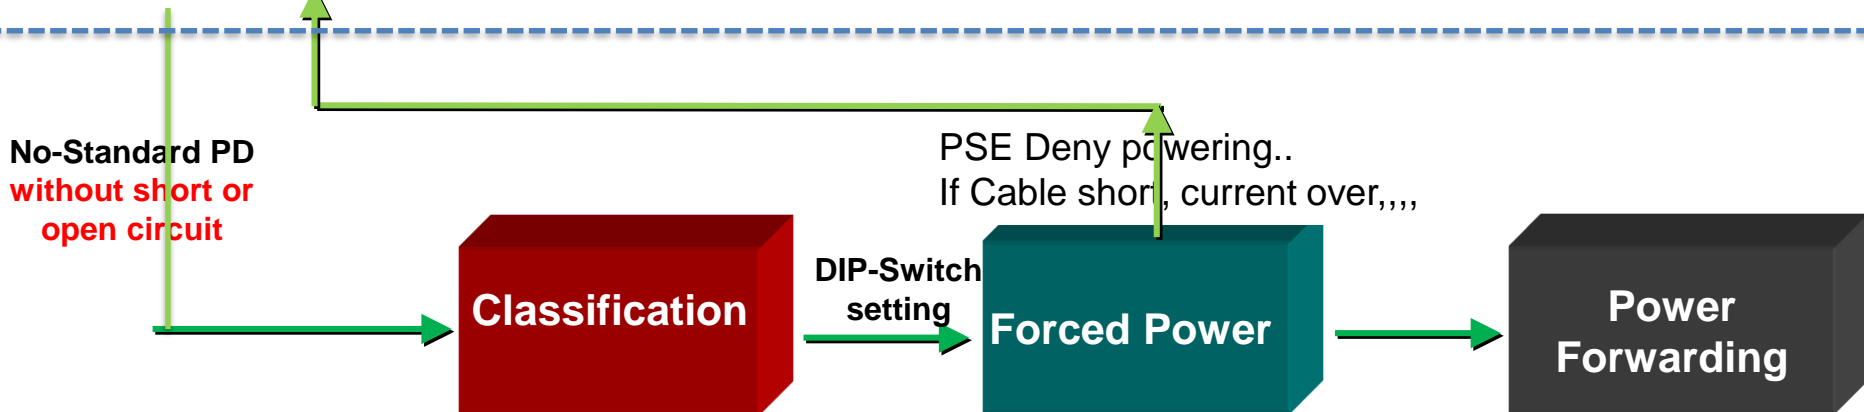 No-Standard PD
without short or
open circuit
PSE Deny powering..
If Cable short, current over,,,,
Classification
DIP-Switch
setting
Forced Power
Power
Forwarding